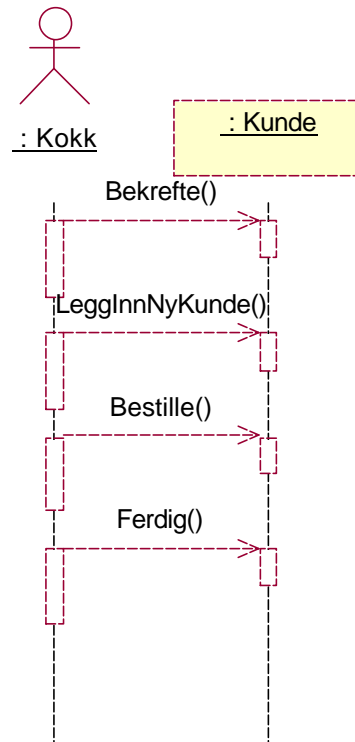 : Kokk
: Kunde
Bekrefte()
LeggInnNyKunde()
Bestille()
Ferdig()